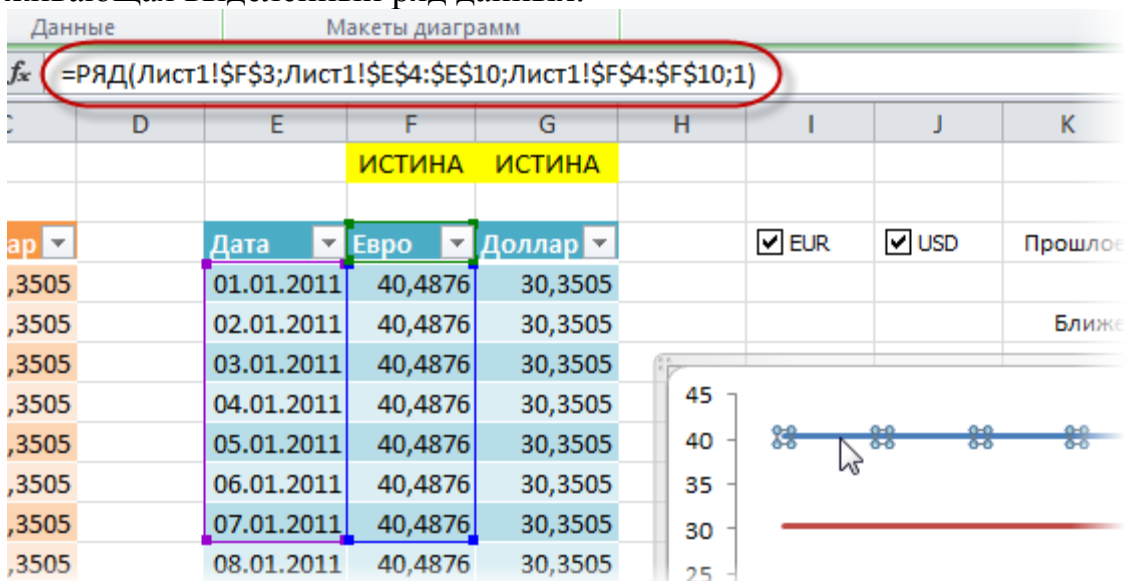 Данные Макеты диаграмм
fx =РЯД(Лист1!$F$3;Лист1!$E$4:$E$10;Лист1!$F$4:$F$10;1)
D E F G H I J K
ИСТИНА ИСТИНА
ар Дата Евро Доллар EUR USD Прошлое
,3505 01.01.2011 40,4876 30,3505
,3505 02.01.2011 40,4876 30,3505 Ближе
,3505 03.01.2011 40,4876 30,3505
,3505 04.01.2011 40,4876 30,3505 45
,3505 05.01.2011 40,4876 30,3505 40
,3505 06.01.2011 40,4876 30,3505 35
,3505 07.01.2011 40,4876 30,3505 30
,3505 08.01.2011 40,4876 30,3505 25